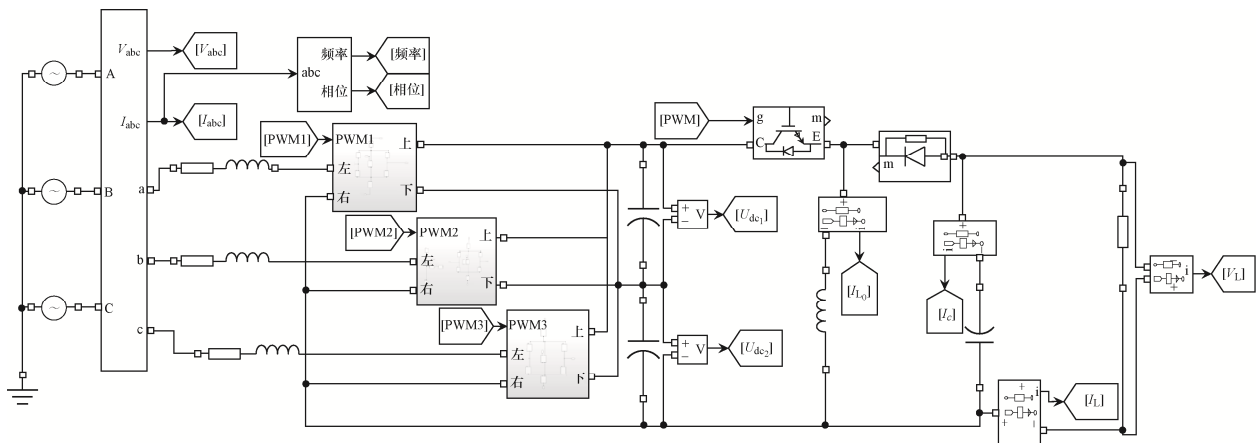 V_abc
[V_abc]
A
I_abc
[I_abc]
abc
频率
相位
[频率]
[相位]
B
C
a
b
c
[PWM1]
PWM1
上
左
下
右
[PWM2]
PWM2
上
左
下
右
[PWM3]
PWM3
上
左
下
右
[PWM]
g
m
C
E
m
+
−
V
[U_dc1]
+
−
V
[U_dc2]
+
−
i
[I_L0]
+
i
−
[I_c]
i
+
[V_L]
+
i
+
[I_L]